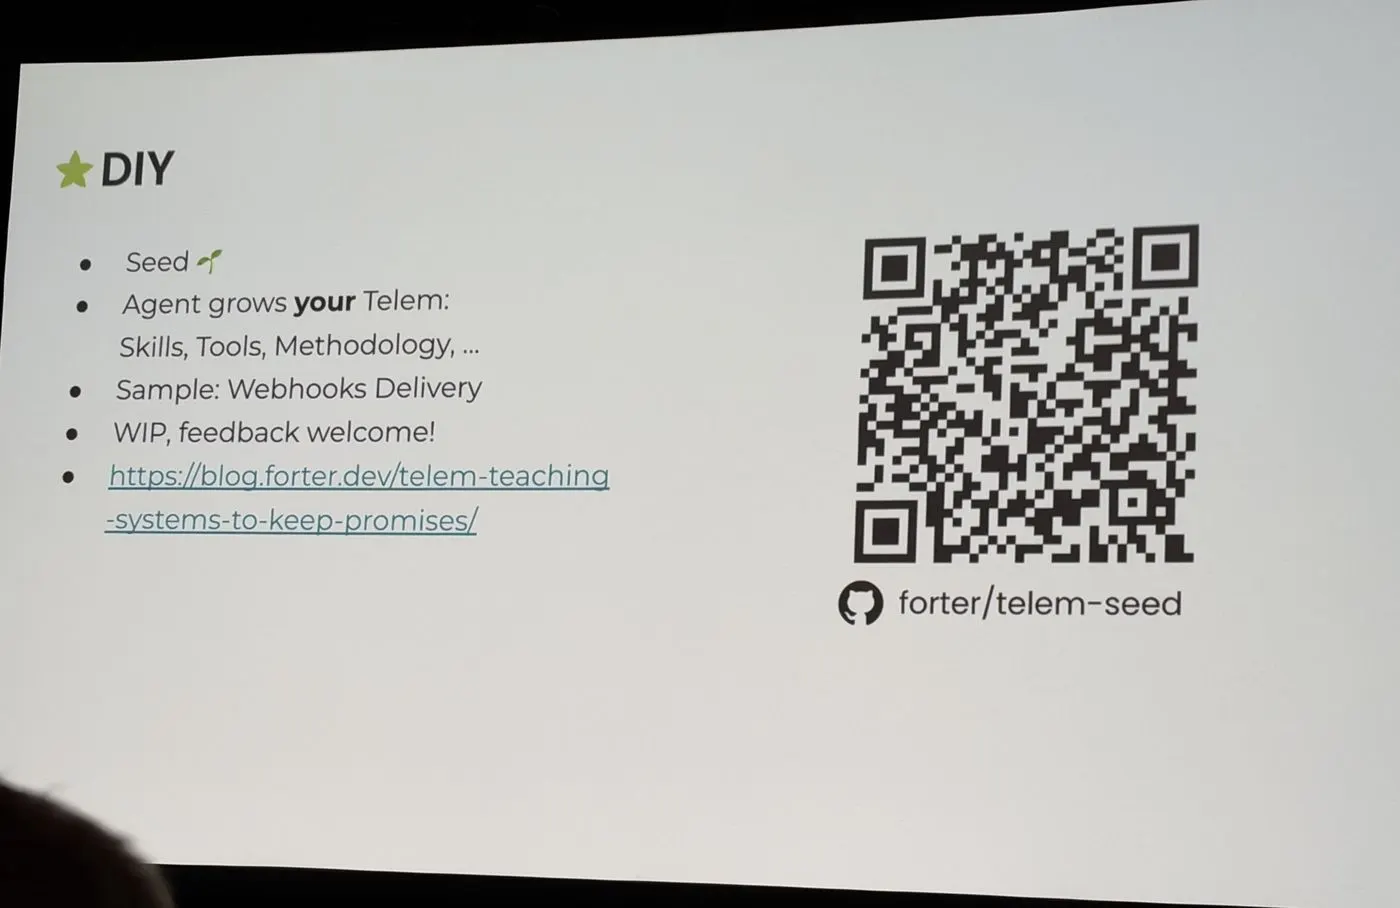 DIY
Seed
Agent grows your Telem:
Skills, Tools, Methodology, ...
Sample: Webhooks Delivery
WIP, feedback welcome!
https://blog.forter.dev/telem-teaching
-systems-to-keep-promises/
forter/telem-seed